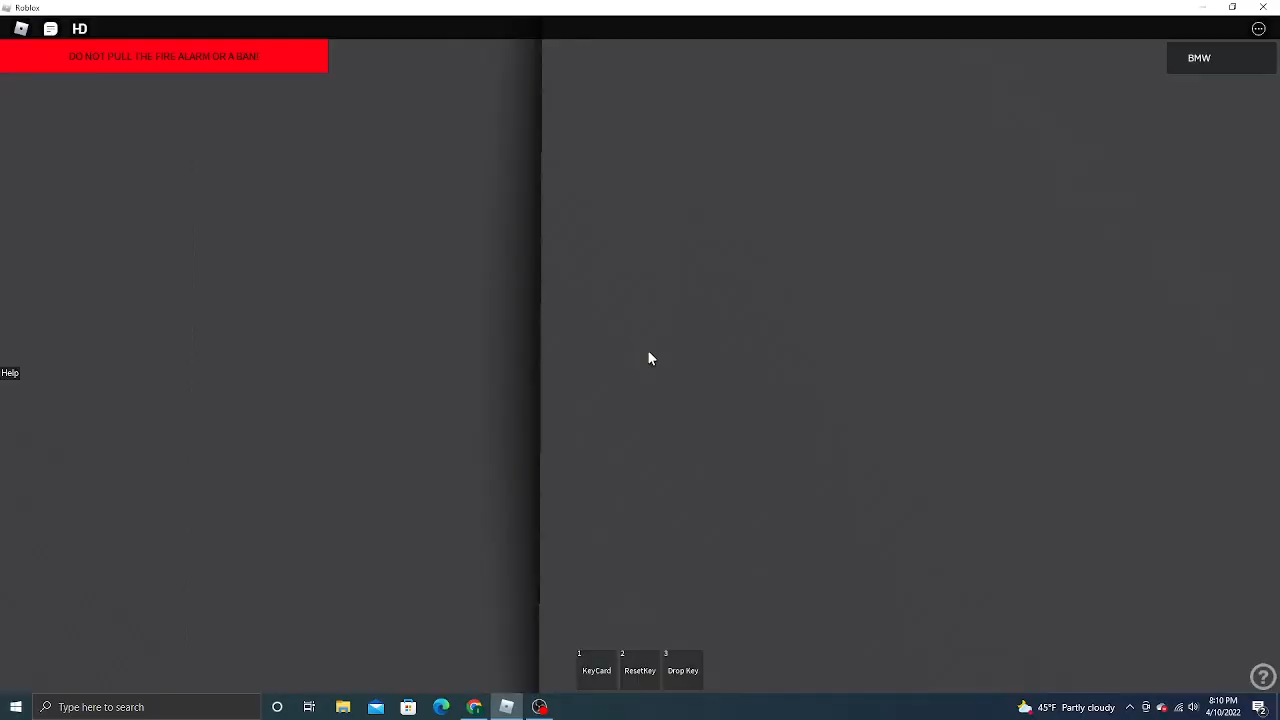 Roblox
HD
DO NOT PULL THE FIRE ALARM OR A BAN!
BMW
Help
1 2 3
KeyCard ResetKey Drop Key
Type here to search
45°F Partly cloudy
8:10 PM
4/10/2022
2